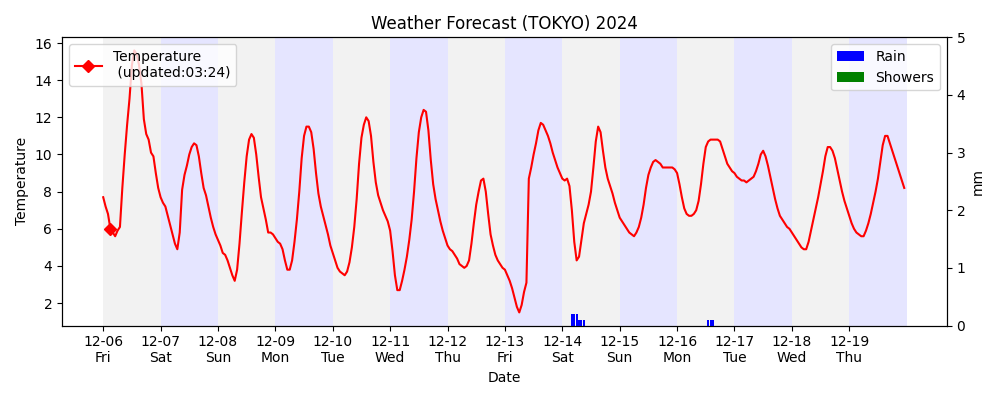 Weather Forecast (TOKYO) 2024
Temperature
(updated:03:24)
Rain
Showers
16
14
12
10
8
6
4
2
Temperature
5
4
3
2
1
0
mm
12-06 12-07 12-08 12-09 12-10 12-11 12-12 12-13 12-14 12-15 12-16 12-17 12-18 12-19
Fri Sat Sun Mon Tue Wed Thu Fri Sat Sun Mon Tue Wed Thu
Date